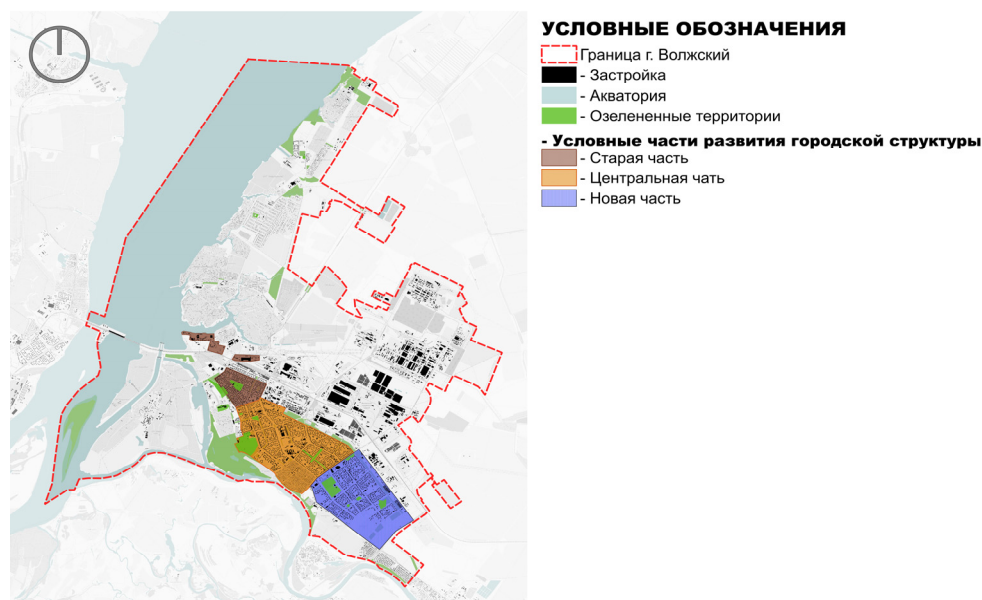 УСЛОВНЫЕ ОБОЗНАЧЕНИЯ
Граница г. Волжский
- Застройка
- Акватория
- Озелененные территории
- Условные части развития городской структуры
- Старая часть
- Центральная чать
- Новая часть